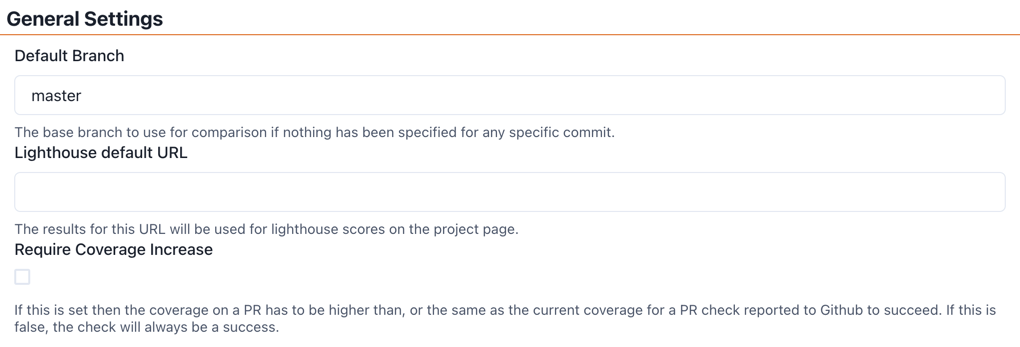 General Settings
Default Branch
master
The base branch to use for comparison if nothing has been specified for any specific commit.
Lighthouse default URL
The results for this URL will be used for lighthouse scores on the project page.
Require Coverage Increase
If this is set then the coverage on a PR has to be higher than, or the same as the current coverage for a PR check reported to Github to succeed. If this is
false, the check will always be a success.